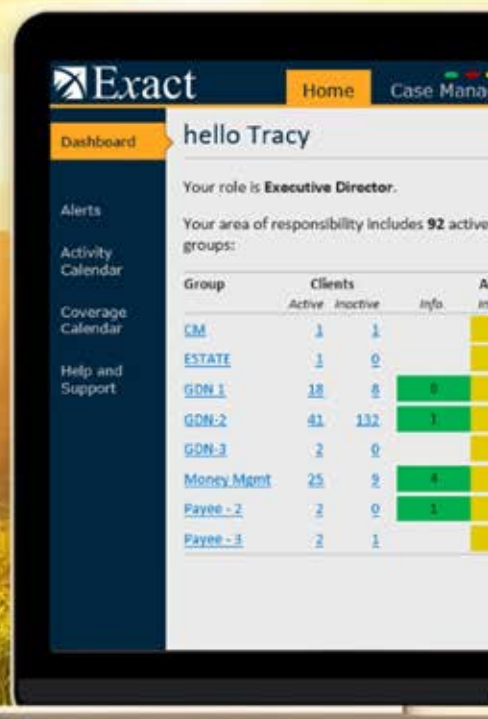 Exact
Home Case Mana
Dashboard
hello Tracy
Your role is Executive Director.
Alerts
Your area of responsibility includes 92 active
groups:
Activity
Calendar
Group Clients A
Active Inactive Info
Coverage
Calendar
CM 1 1
ESTATE 1 0
Help and
Support
GDN 1 18 8
GDN-2 41 132 1
GDN-3 2 0
Money Mgmt 25 9 4
Payee - 2 2 0 1
Payee - 3 2 1